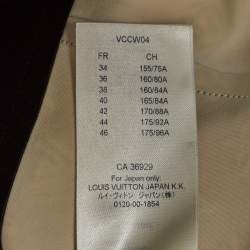 VCCW04
FR CH
34 155/76A
36 160/80A
38 160/84A
40 165/84A
42 170/88A
44 175/92A
46 175/96A
CA 36929
For Japan only:
LOUIS VUITTON JAPAN K.K.
ルイ・ヴィトン ジャパン(株)
0120-00-1854